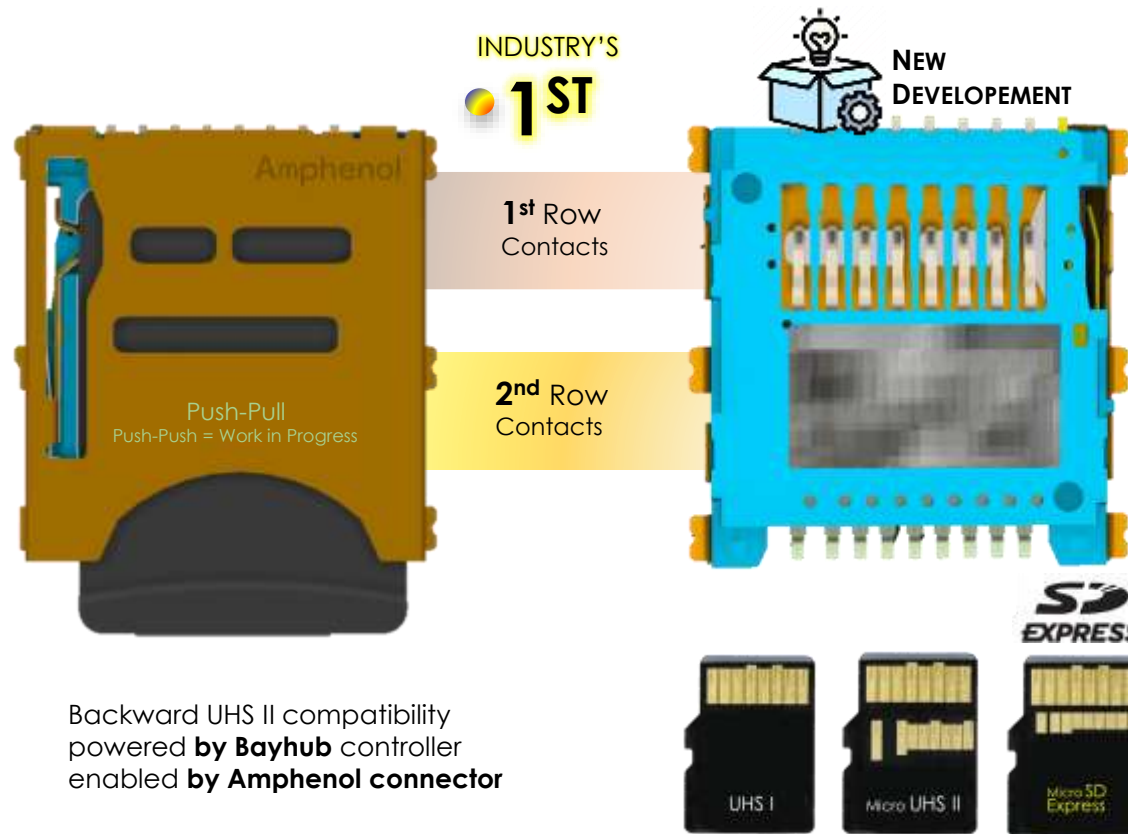 INDUSTRY'S
1ST
NEW
DEVELOPEMENT
Amphenol
1st Row
Contacts
2nd Row
Contacts
Push-Pull
Push-Push = Work in Progress
SD
EXPRESS
Backward UHS II compatibility
powered by Bayhub controller
enabled by Amphenol connector
UHS I
Micro UHS II
Micro SD
Express